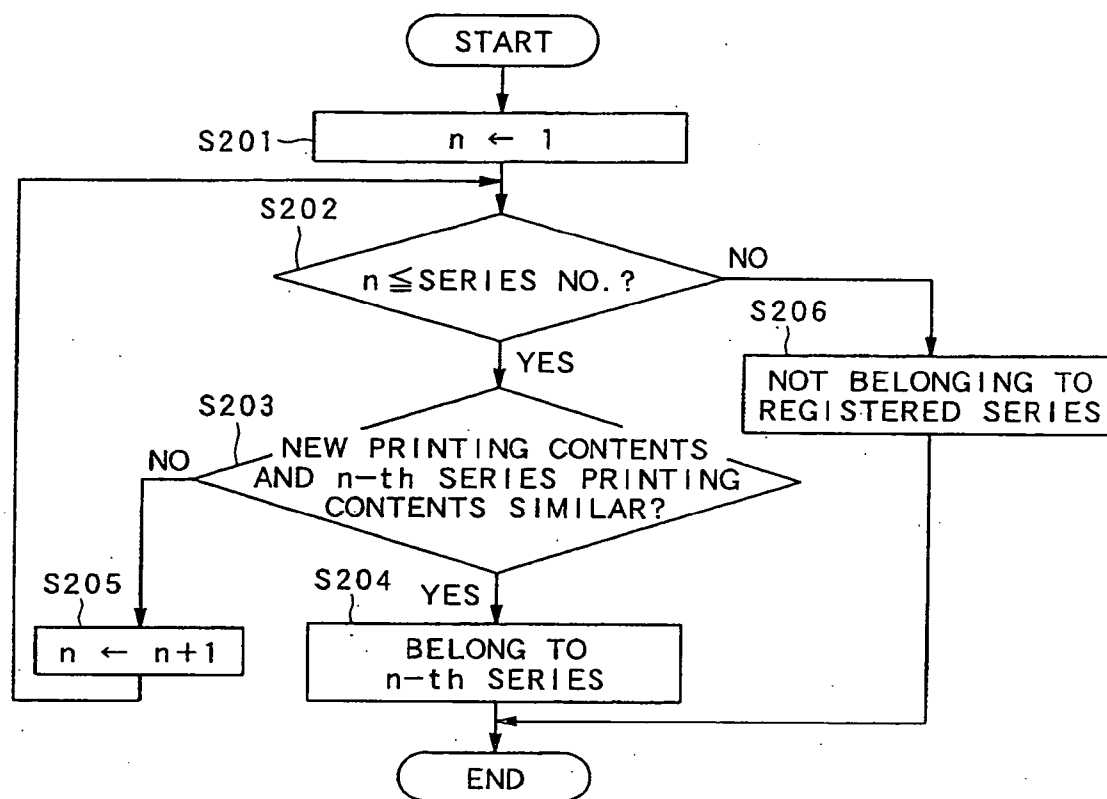 START
S201
n ← 1
S202
n≦SERIES NO.?
NO
S206
YES
NOT BELONGING TO
REGISTERED SERIES
S203
NO
NEW PRINTING CONTENTS
AND n-th SERIES PRINTING
CONTENTS SIMILAR?
S205
S204
YES
n ← n+1
BELONG TO
n-th SERIES
END